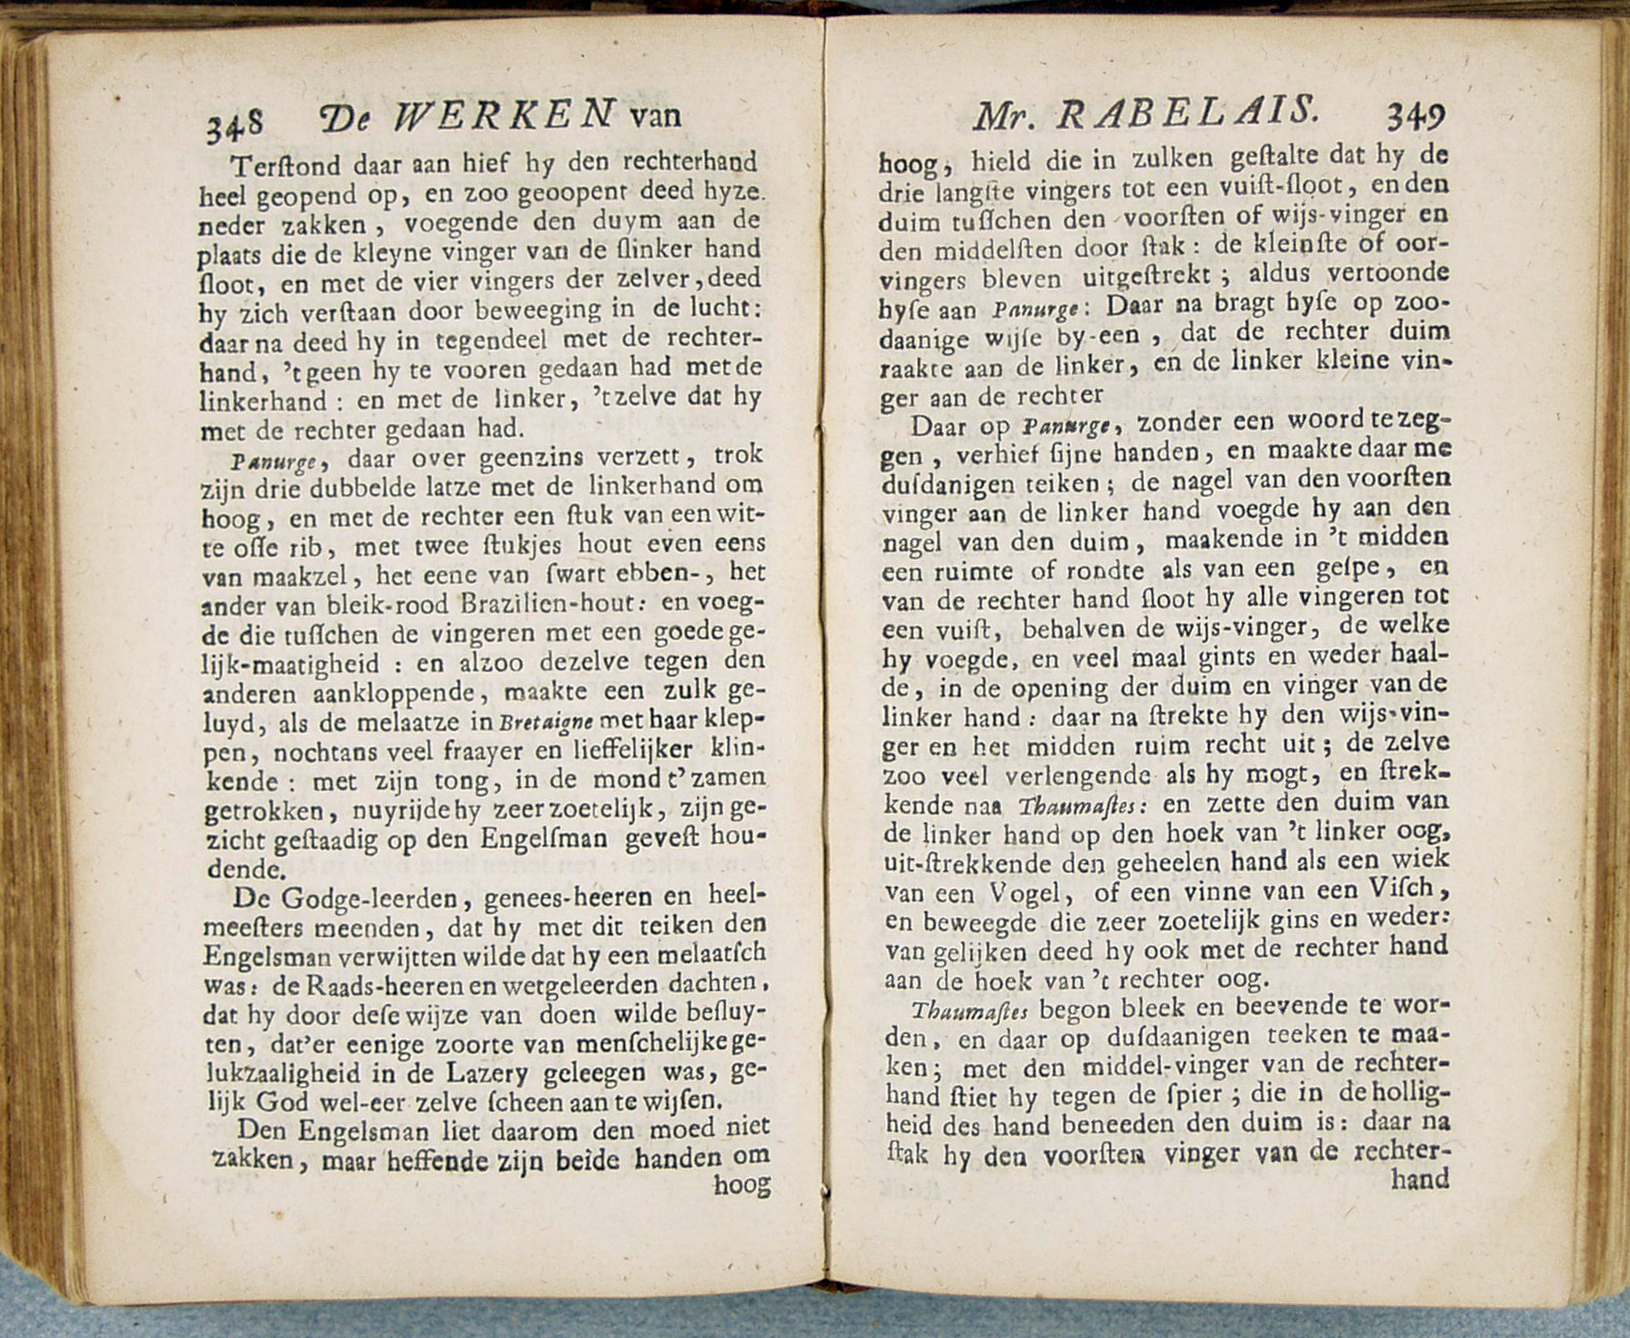 348 De WERKEN van
Terſtond daar aan hief hy den rechterhand
heel geopend op, en zoo geoopent deed hyze
neder zakken, voegende den duym aan de
plaats die de kleyne vinger van de ſlinker hand
ſloot, en met de vier vingers der zelver, deed
hy zich verſtaan door beweeging in de lucht:
daar na deed hy in tegendeel met de rechter-
hand, 't geen hy te vooren gedaan had met de
linkerhand: en met de linker, 't zelve dat hy
met de rechter gedaan had.
Panurge, daar over geenzins verzett, trok
zijn drie dubbelde latze met de linkerhand om
hoog, en met de rechter een ſtuk van een wit-
te oſſe rib, met twee ſtukjes hout even eens
van maakzel, het eene van ſwart ebben-, het
ander van bleik-rood Brazilien-hout: en voeg-
de die tuſſchen de vingeren met een goede ge-
lijk-maatigheid: en alzoo dezelve tegen den
anderen aankloppende, maakte een zulk ge-
luyd, als de melaatze in Bretaigne met haar klep-
pen, nochtans veel fraayer en lieffelijker klin-
kende: met zijn tong, in de mond t'zamen
getrokken, nuyrijde hy zeer zoetelijk, zijn ge-
zicht geſtaadig op den Engelſman geveſt hou-
dende.
De Godge-leerden, genees-heeren en heel-
meeſters meenden, dat hy met dit teiken den
Engelsman verwijtten wilde dat hy een melaatſch
was: de Raads-heeren en wetgeleerden dachten,
dat hy door deſe wijze van doen wilde beſluy-
ten, dat'er eenige zoorte van menſchelijke ge-
lukzaaligheid in de Lazery geleegen was, ge-
lijk God wel-eer zelve ſcheen aan te wijſen.
Den Engelsman liet daarom den moed niet
zakken, maar heffende zijn beide handen om
hoog
Mr. RABELAIS. 349
hoog, hield die in zulken geſtalte dat hy de
drie langſte vingers tot een vuiſt-ſloot, en den
duim tuſſchen den voorſten of wijs-vinger en
den middelſten door ſtak: de kleinſte of oor-
vingers bleven uitgeſtrekt; aldus vertoonde
hyſe aan Panurge: Daar na bragt hyſe op zoo-
daanige wijſe by-een, dat de rechter duim
raakte aan de linker, en de linker kleine vin-
ger aan de rechter
Daar op Panurge, zonder een woord te zeg-
gen, verhief ſijne handen, en maakte daar me
duſdanigen teiken; de nagel van den voorſten
vinger aan de linker hand voegde hy aan den
nagel van den duim, maakende in 't midden
een ruimte of rondte als van een geſpe, en
van de rechter hand ſloot hy alle vingeren tot
een vuiſt, behalven de wijs-vinger, de welke
hy voegde, en veel maal gints en weder haal-
de, in de opening der duim en vinger van de
linker hand: daar na ſtrekte hy den wijs-vin-
ger en het midden ruim recht uit; de zelve
zoo veel verlengende als hy mogt, en ſtrek-
kende naa Thaumaſtes: en zette den duim van
de linker hand op den hoek van 't linker oog,
uit-ſtrekkende den geheelen hand als een wiek
van een Vogel, of een vinne van een Viſch,
en beweegde die zeer zoetelijk gins en weder:
van gelijken deed hy ook met de rechter hand
aan de hoek van 't rechter oog.
Thaumaſtes begon bleek en beevende te wor-
den, en daar op duſdaanigen teeken te maa-
ken; met den middel-vinger van de rechter-
hand ſtiet hy tegen de ſpier; die in de hollig-
heid des hand beneeden den duim is: daar na
ſtak hy den voorſten vinger van de rechter-
hand